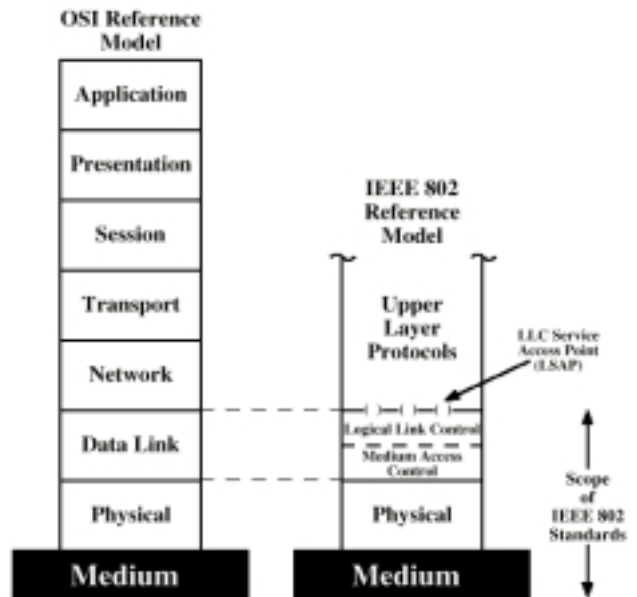 OSI Reference
Model
Application
Presentation
Session
Transport
Network
Data Link
Physical
Medium
IEEE 802
Reference
Model
Upper
Layer
Protocols
LLC Service
Access Point
(LSAP)
Logical Link Control
Medium Access
Control
Physical
Medium
Scope
of
IEEE 802
Standards